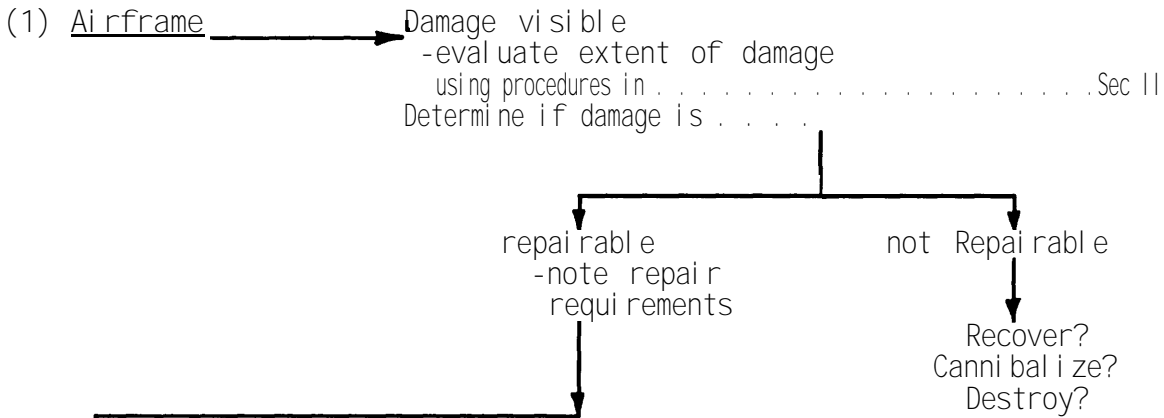 (1) Airframe
Damage visible
-evaluate extent of damage
using procedures in . . . . . . . . . . . . . . . . . . . . . Sec II
Determine if damage is . . . .
repairable
-note repair
requirements
not Repairable
Recover?
Cannibalize?
Destroy?